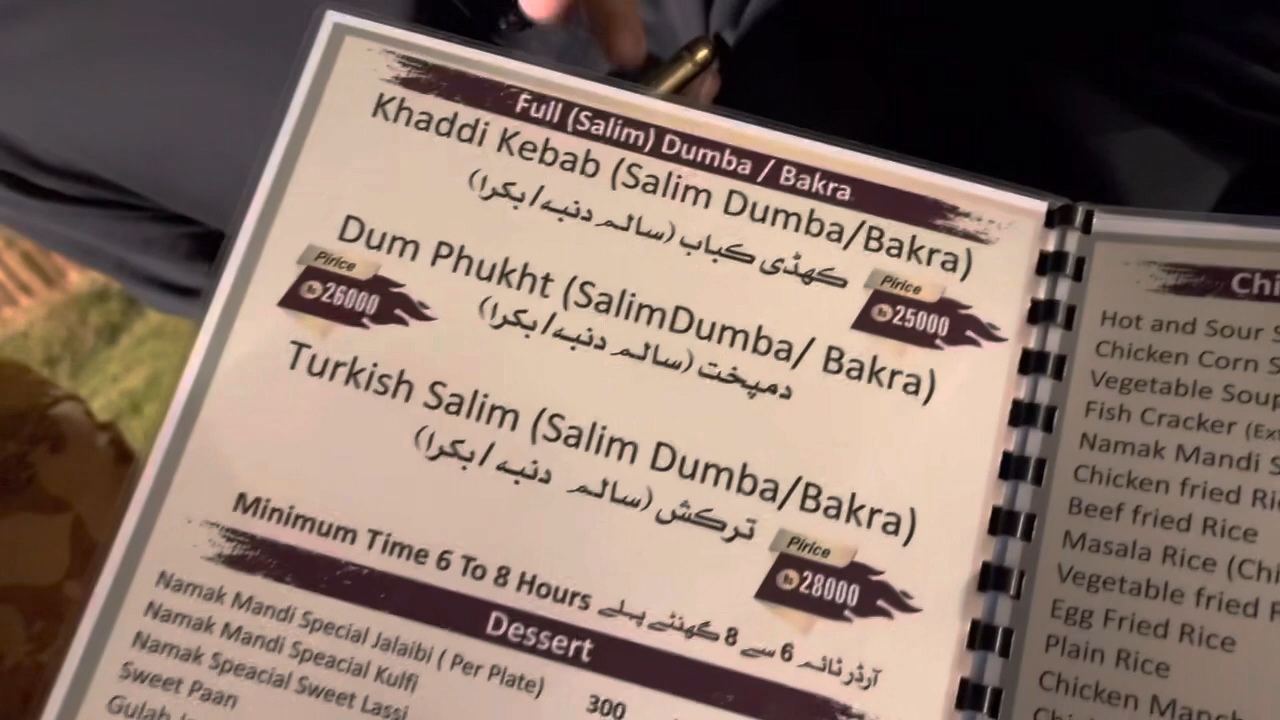 Full (Salim) Dumba / Bakra
Khaddi Kebab (Salim Dumba/Bakra)
کھڈی کباب (سالم دنبہ/بکرا)
Pirice
Rs 25000
Dum Phukht (SalimDumba/ Bakra)
Pirice
Rs 26000
دمپخت (سالم دنبہ/بکرا)
Turkish Salim (Salim Dumba/Bakra)
ترکش (سالم دنبہ/بکرا)
Pirice
Rs 28000
Minimum Time 6 To 8 Hours آرڈر ٹائم 6 سے 8 گھنٹے پہلے
Dessert
Namak Mandi Special Jalaibi ( Per Plate) 300
Namak Mandi Speacial Kulfi
Namak Speacial Sweet Lassi
Sweet Paan
Gulab
Hot and Sour
Chicken Corn
Vegetable Soup
Fish Cracker
Namak Mandi
Chicken fried
Beef fried Rice
Masala Rice
Vegetable fried
Egg Fried Rice
Plain Rice
Chicken